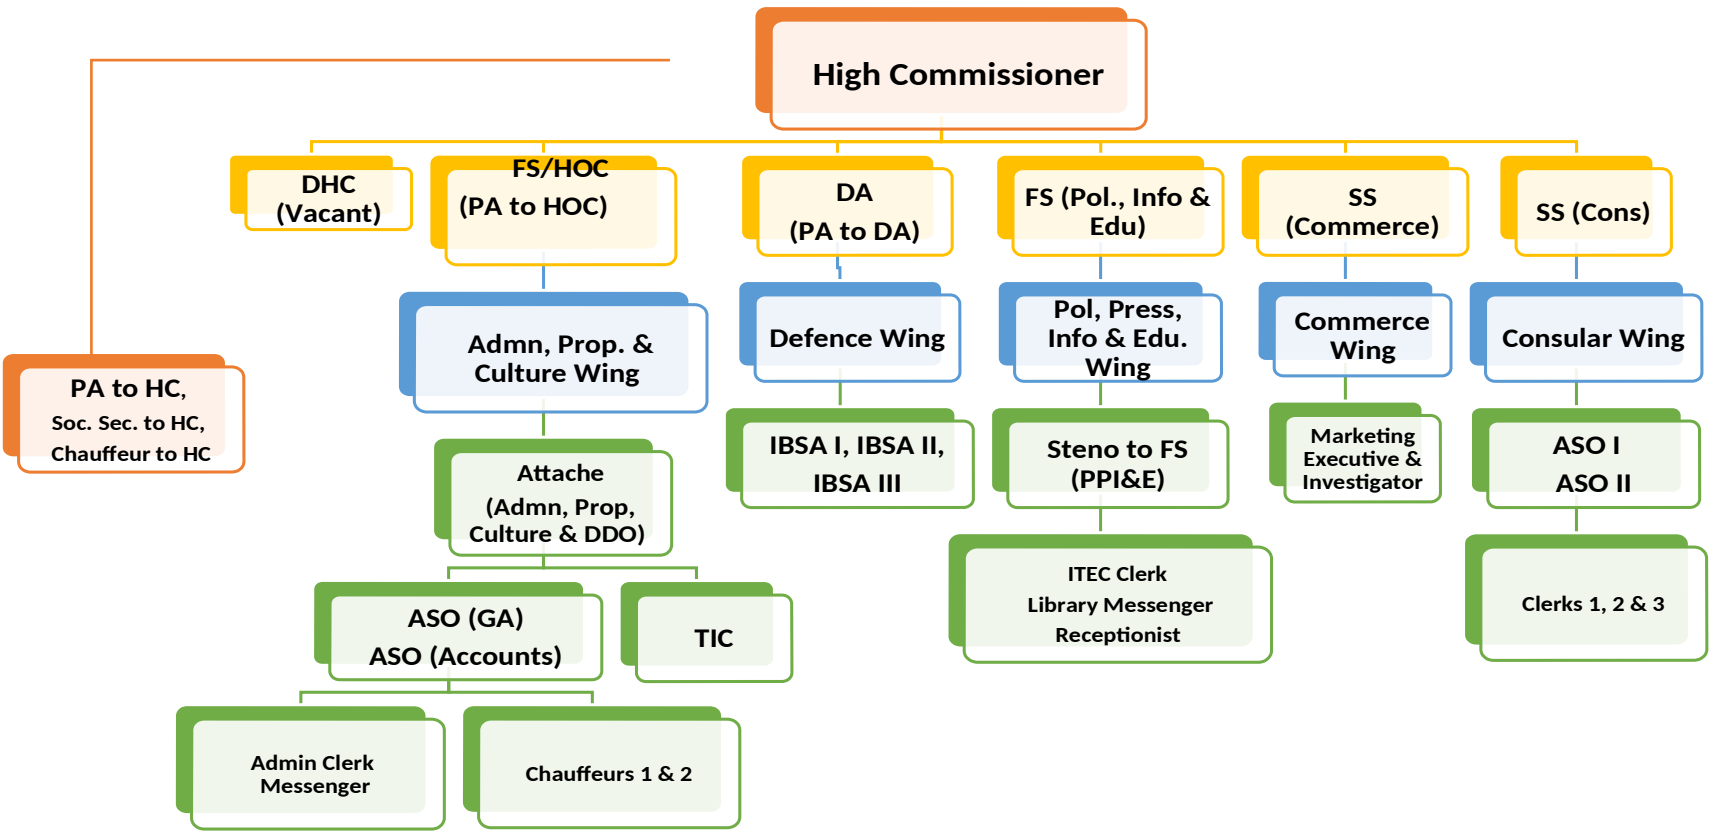 High Commissioner
DHC
(Vacant)
FS/HOC
(PA to HOC)
DA
(PA to DA)
FS (Pol., Info &
Edu)
SS
(Commerce)
SS (Cons)
Admn, Prop. &
Culture Wing
Defence Wing
Pol, Press,
Info & Edu.
Wing
Commerce
Wing
Consular Wing
PA to HC,
Soc. Sec. to HC,
Chauffeur to HC
Attache
(Admn, Prop,
Culture & DDO)
IBSA I, IBSA II,
IBSA III
Steno to FS
(PPI&E)
Marketing
Executive &
Investigator
ASO I
ASO II
ASO (GA)
ASO (Accounts)
TIC
ITEC Clerk
Library Messenger
Receptionist
Clerks 1, 2 & 3
Admin Clerk
Messenger
Chauffeurs 1 & 2